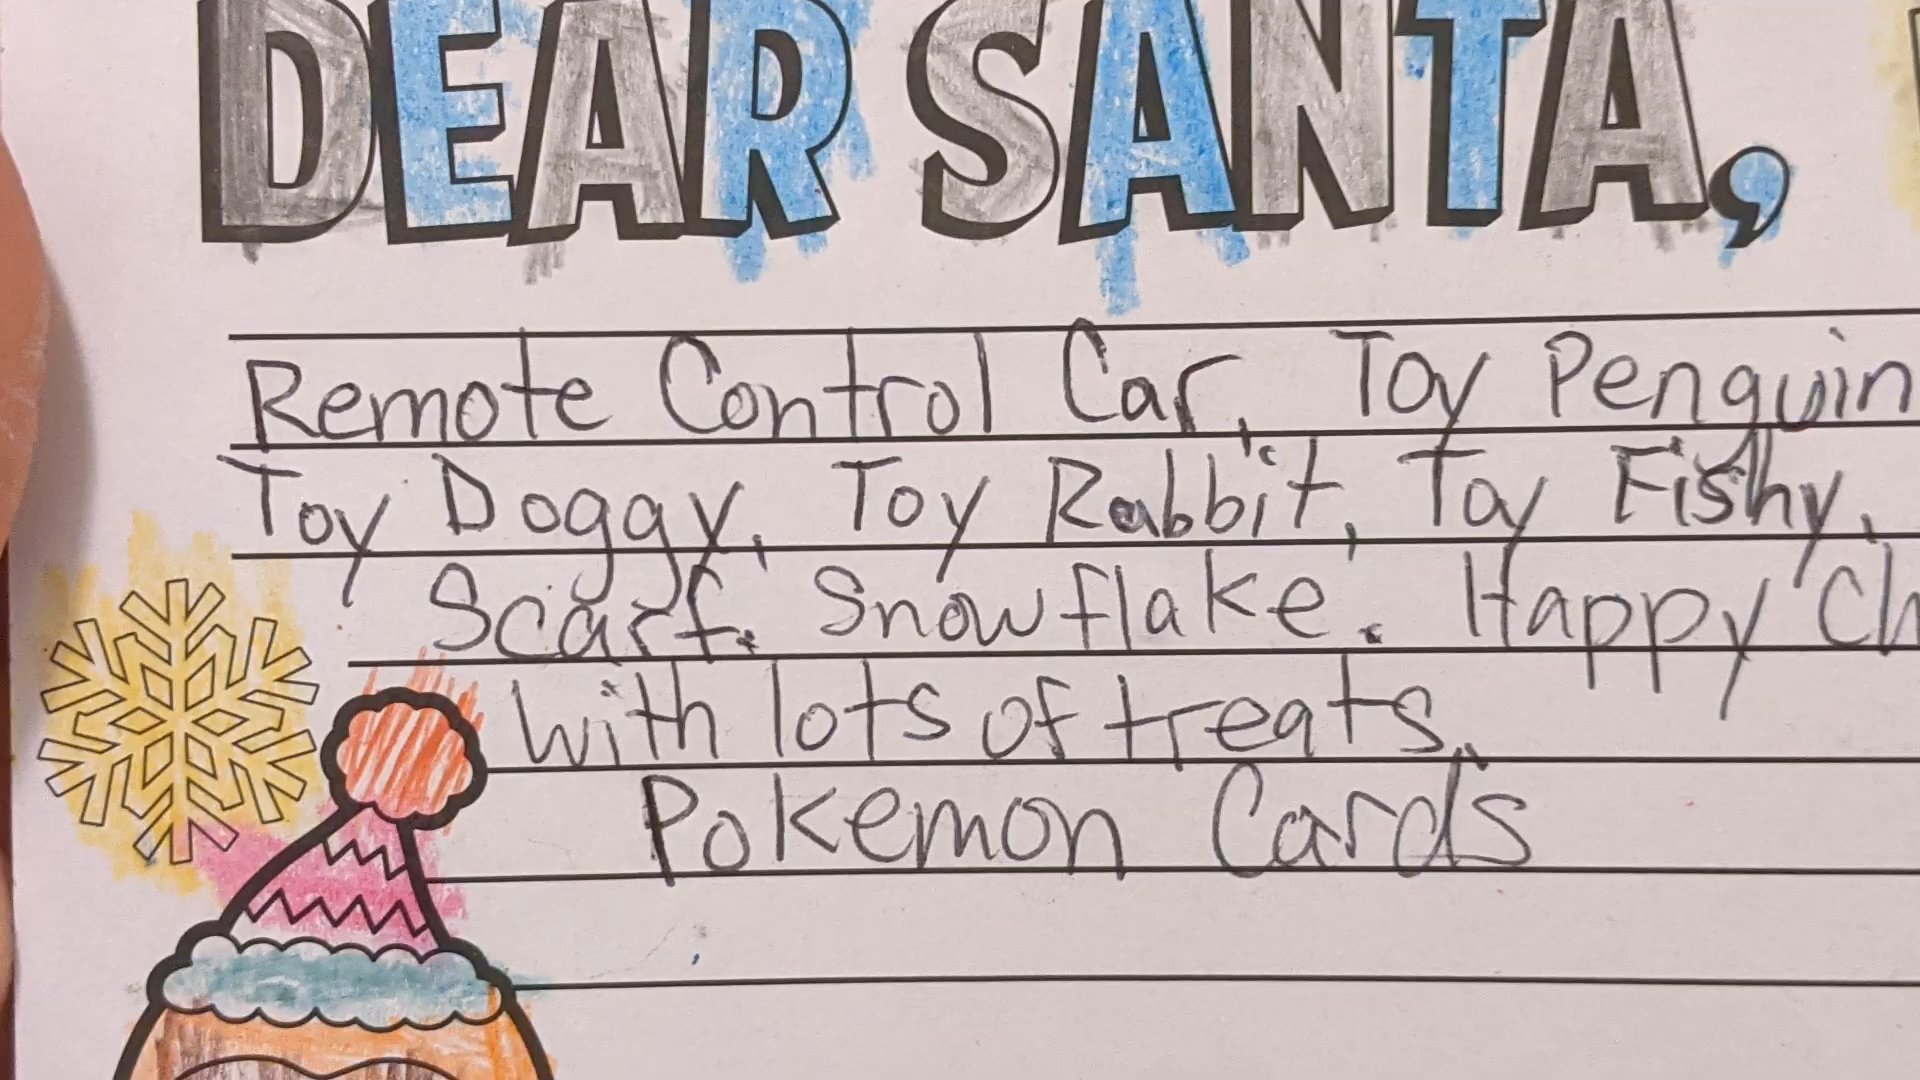 DEAR SANTA,
Remote Control Car, Toy Penguin
Toy Doggy, Toy Rabbit, Toy Fishy,
Scarf. Snowflake. Happy Ch
with lots of treats.
Pokemon Cards